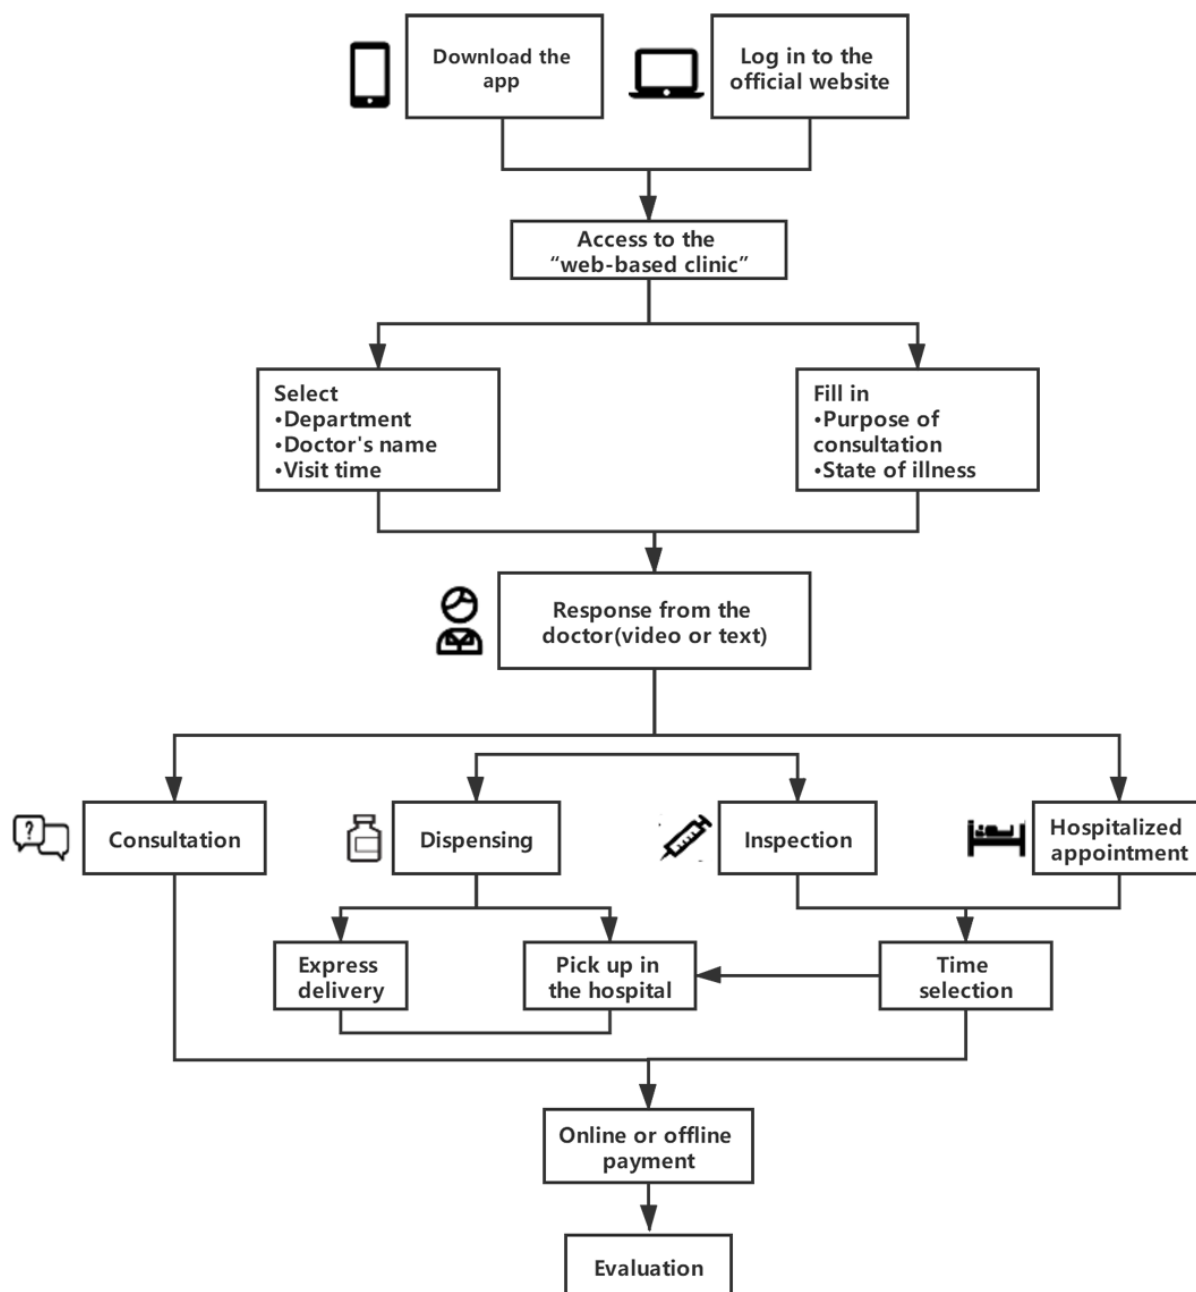 Download the
app
Log in to the
official website
Access to the
“web-based clinic”
Select
•Department
•Doctor's name
•Visit time
Fill in
•Purpose of
consultation
•State of illness
Response from the
doctor(video or text)
?
Consultation
Dispensing
Inspection
Hospitalized
appointment
Express
delivery
Pick up in
the hospital
Time
selection
Online or offline
payment
Evaluation